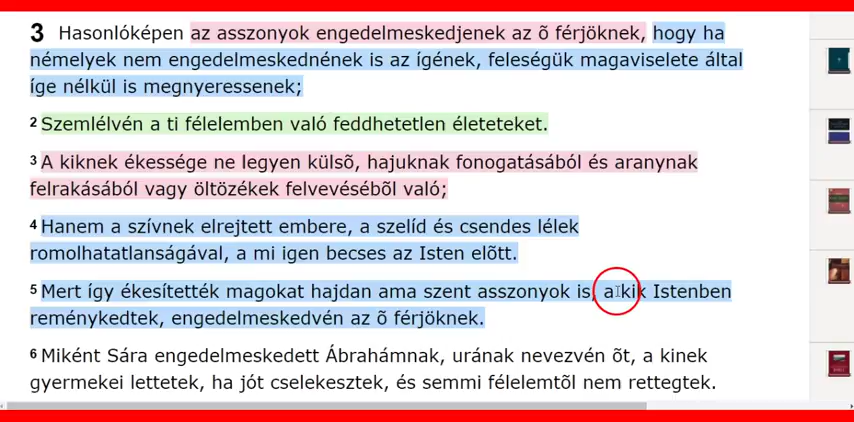 3 Hasonlóképen az asszonyok engedelmeskedjenek az õ férjöknek, hogy ha
némelyek nem engedelmeskednének is az ígének, feleségük magaviselete által
íge nélkül is megnyeressenek;
2 Szemlélvén a ti félelemben való feddhetetlen életeteket.
3 A kiknek ékessége ne legyen külsõ, hajuknak fonogatásából és aranynak
felrakásából vagy öltözékek felvevésébõl való;
4 Hanem a szívnek elrejtett embere, a szelíd és csendes lélek
romolhatatlanságával, a mi igen becses az Isten elõtt.
5 Mert így ékesítették magokat hajdan ama szent asszonyok is, a kik Istenben
reménykedtek, engedelmeskedvén az õ férjöknek.
6 Miként Sára engedelmeskedett Ábrahámnak, urának nevezvén õt, a kinek
gyermekei lettetek, ha jót cselekesztek, és semmi félelemtõl nem rettegtek.